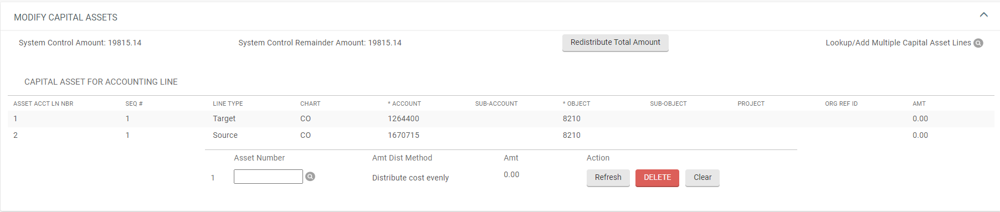 MODIFY CAPITAL ASSETS
System Control Amount: 19815.14 System Control Remainder Amount: 19815.14 Redistribute Total Amount Lookup/Add Multiple Capital Asset Lines
CAPITAL ASSET FOR ACCOUNTING LINE
ASSET ACCT LN NBR SEQ # LINE TYPE CHART * ACCOUNT SUB-ACCOUNT * OBJECT SUB-OBJECT PROJECT ORG REF ID AMT
1 1 Target CO 1264400 8210 0.00
2 1 Source CO 1670715 8210 0.00
Asset Number Amt Dist Method Amt Action
1 Distribute cost evenly 0.00 Refresh DELETE Clear